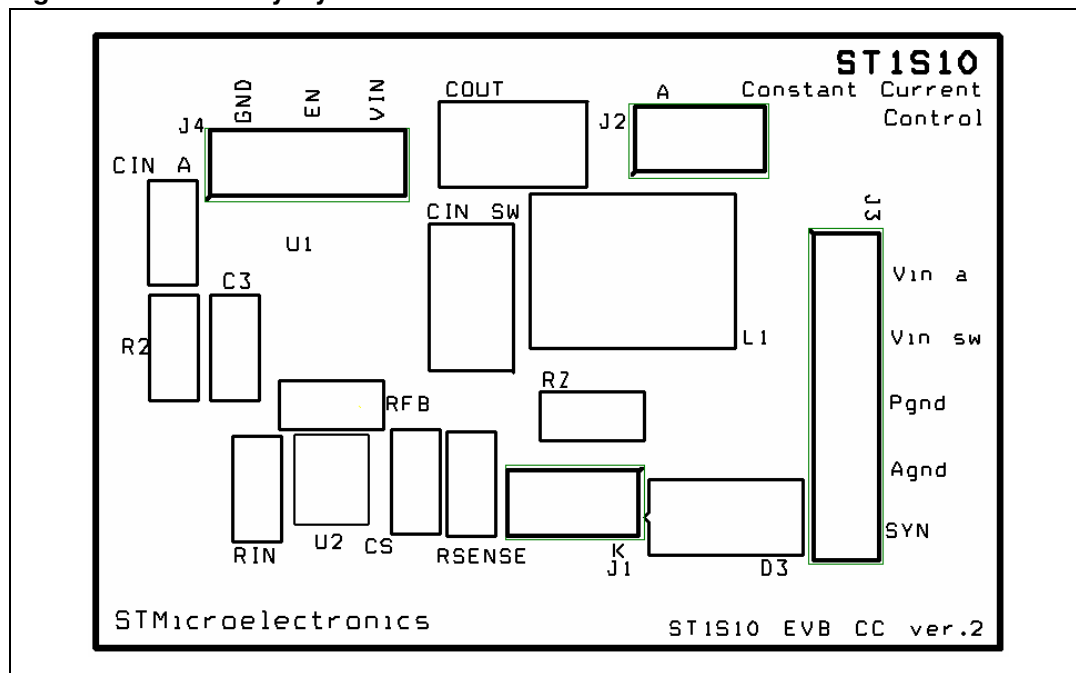 ST1S10
Constant Current
Control
GND
EN
VIN
J4
COUT
J2
A
CIN A
CIN SW
J3
U1
C3
Vin a
R2
L1
Vin sw
RZ
RFB
Pgnd
Agnd
SYN
RIN
U2
CS
RSENSE
K
J1
D3
STMicroelectronics
ST1S10 EVB CC ver.2